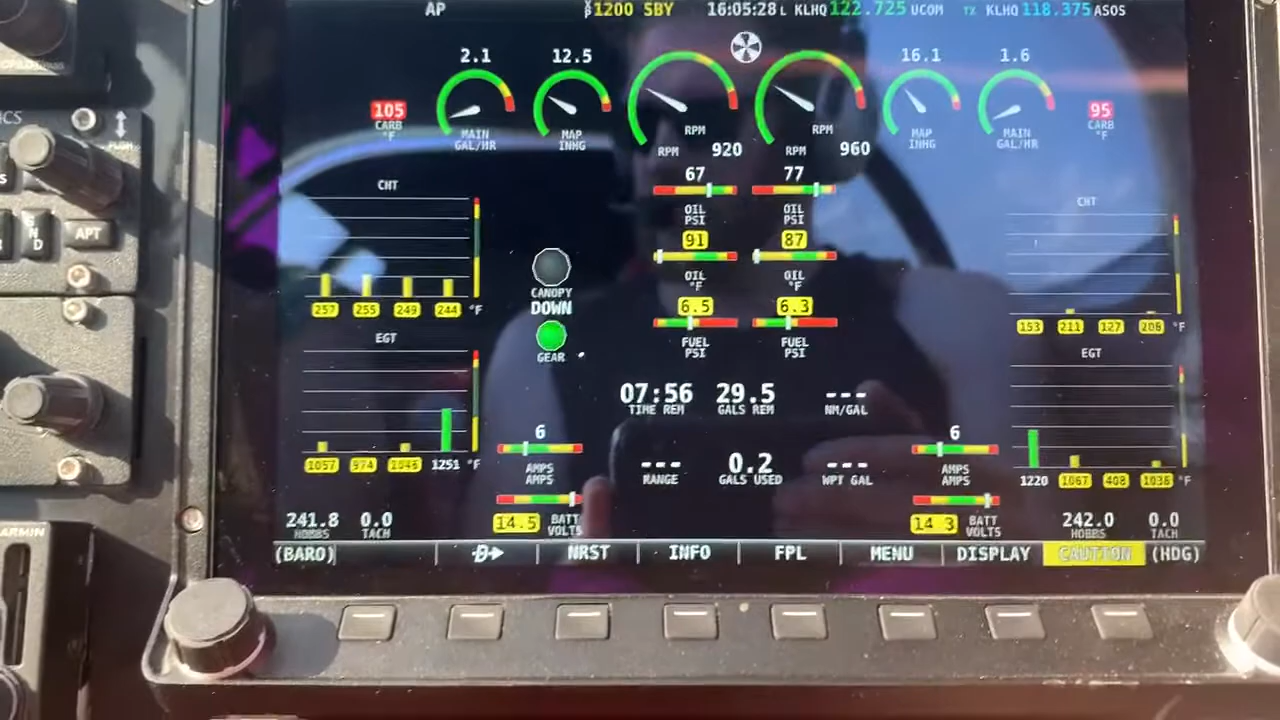 AP XPDR 1200 SBY 16:05:28L KLHQ 122.725 UCOM TX KLHQ 118.375 ASOS
2.1 12.5 16.1 1.6
105 CARB °F
MAIN GAL/HR
MAP INHG
RPM
RPM
MAP INHG
MAIN GAL/HR
95 CARB °F
RPM 920 RPM 960
67 77
OIL PSI OIL PSI
91 87
OIL °F OIL °F
6.5 6.3
FUEL PSI FUEL PSI
CHT
257 255 249 244 °F
EGT
1057 974 1251 °F
CANOPY
DOWN
GEAR
CHT
153 211 127 °F
EGT
1220 1067 408 °F
07:56 29.5 ---
TIME REM GALS REM NM/GAL
--- 0.2 ---
RANGE GALS USED WPT GAL
6
AMPS
AMPS
14.5 BATT VOLTS
6
AMPS
AMPS
14.3 BATT VOLTS
241.8 0.0
HOBBS TACH
242.0 0.0
HOBBS TACH
(BARO) D NRST INFO FPL MENU DISPLAY CAUTION (HDG)
PUSH
APT